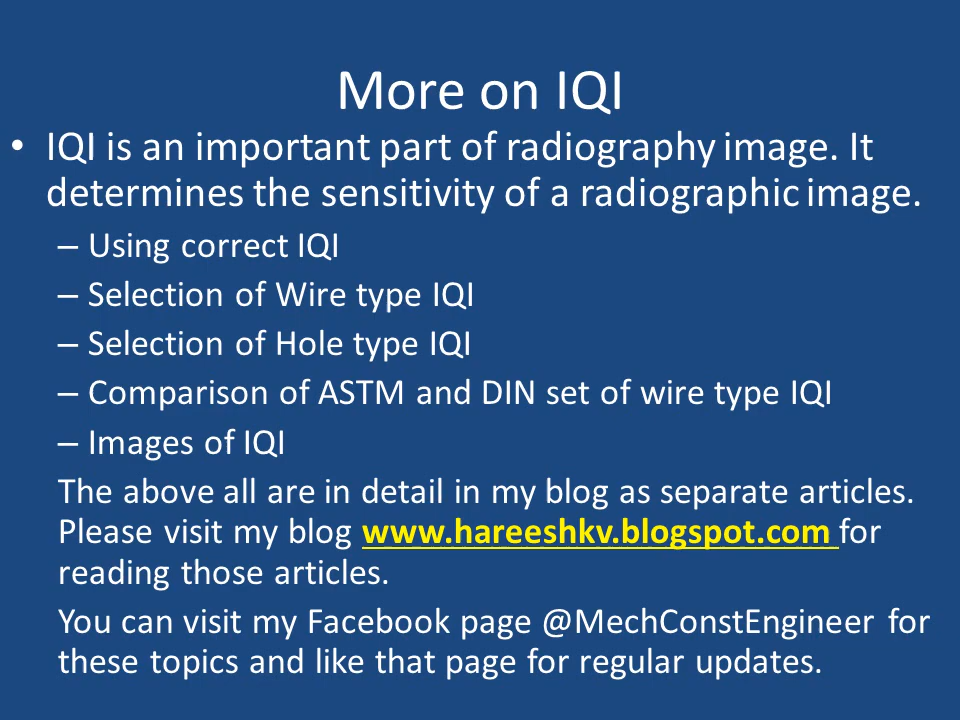 More on IQI
• IQI is an important part of radiography image. It
determines the sensitivity of a radiographic image.
– Using correct IQI
– Selection of Wire type IQI
– Selection of Hole type IQI
– Comparison of ASTM and DIN set of wire type IQI
– Images of IQI
The above all are in detail in my blog as separate articles.
Please visit my blog www.hareeshkv.blogspot.com for
reading those articles.
You can visit my Facebook page @MechConstEngineer for
these topics and like that page for regular updates.